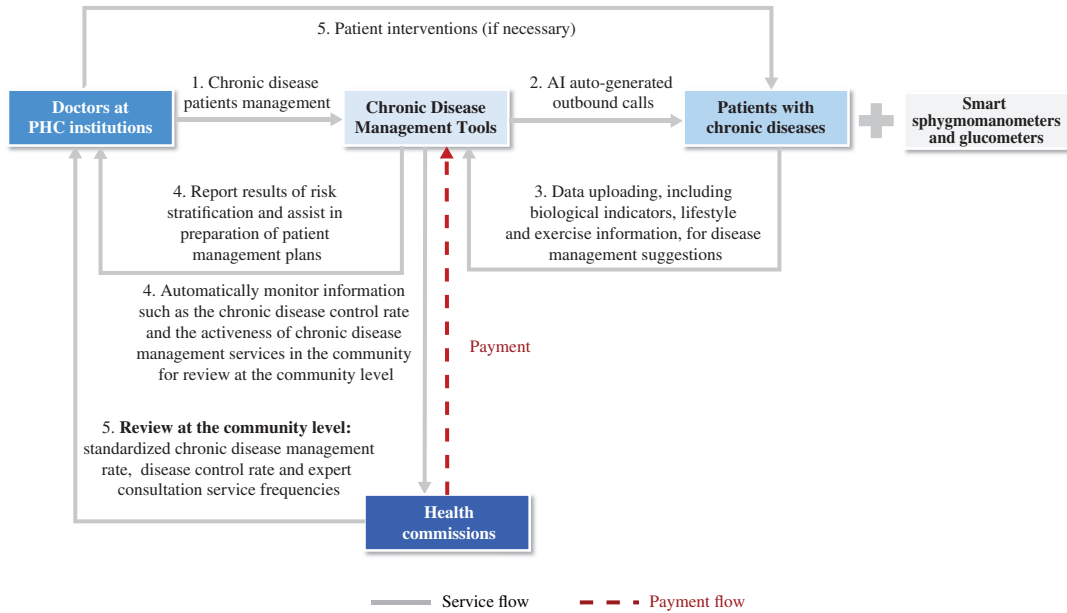 5. Patient interventions (if necessary)
1. Chronic disease
patients management
2. AI auto-generated
outbound calls
Doctors at
PHC institutions
Chronic Disease
Management Tools
Patients with
chronic diseases
Smart
sphygmomanometers
and glucometers
4. Report results of risk
stratification and assist in
preparation of patient
management plans
3. Data uploading, including
biological indicators, lifestyle
and exercise information, for disease
management suggestions
4. Automatically monitor information
such as the chronic disease control rate
and the activeness of chronic disease
management services in the community
for review at the community level
Payment
5. Review at the community level:
standardized chronic disease management
rate, disease control rate and expert
consultation service frequencies
Health
commissions
Service flow
Payment flow